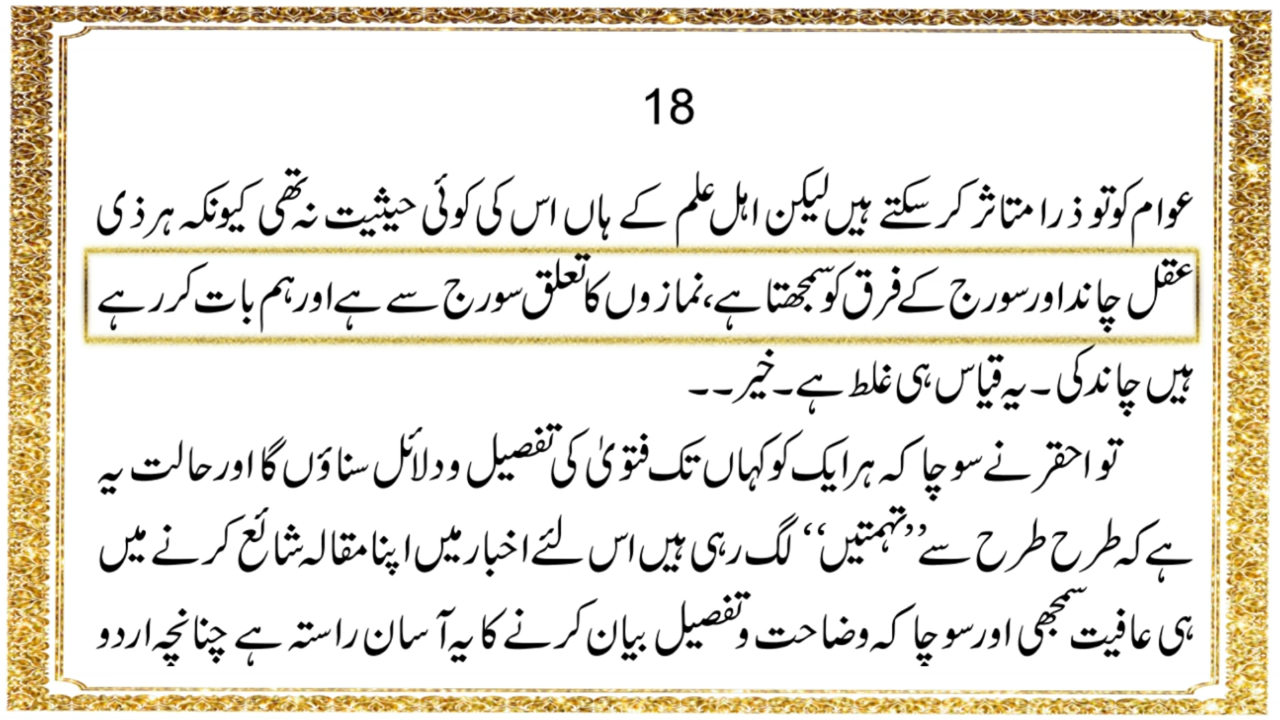 18
عوام کو تو ذرا متاثر کر سکتے ہیں لیکن اہل علم کے ہاں اس کی کوئی حیثیت نہ تھی کیونکہ ہر ذی
عقل چاند اور سورج کے فرق کو سمجھتا ہے، نمازوں کا تعلق سورج سے ہے اور ہم بات کر رہے
ہیں چاند کی۔ یہ قیاس ہی غلط ہے۔ خیر۔۔
تو احقر نے سوچا کہ ہر ایک کو کہاں تک فتویٰ کی تفصیل و دلائل سناؤں گا اور حالت یہ
ہے کہ طرح طرح سے ’’تہمتیں‘‘ لگ رہی ہیں اس لئے اخبار میں اپنا مقالہ شائع کرنے میں
ہی عافیت سمجھی اور سوچا کہ وضاحت و تفصیل بیان کرنے کا یہ آسان راستہ ہے چنانچہ اردو